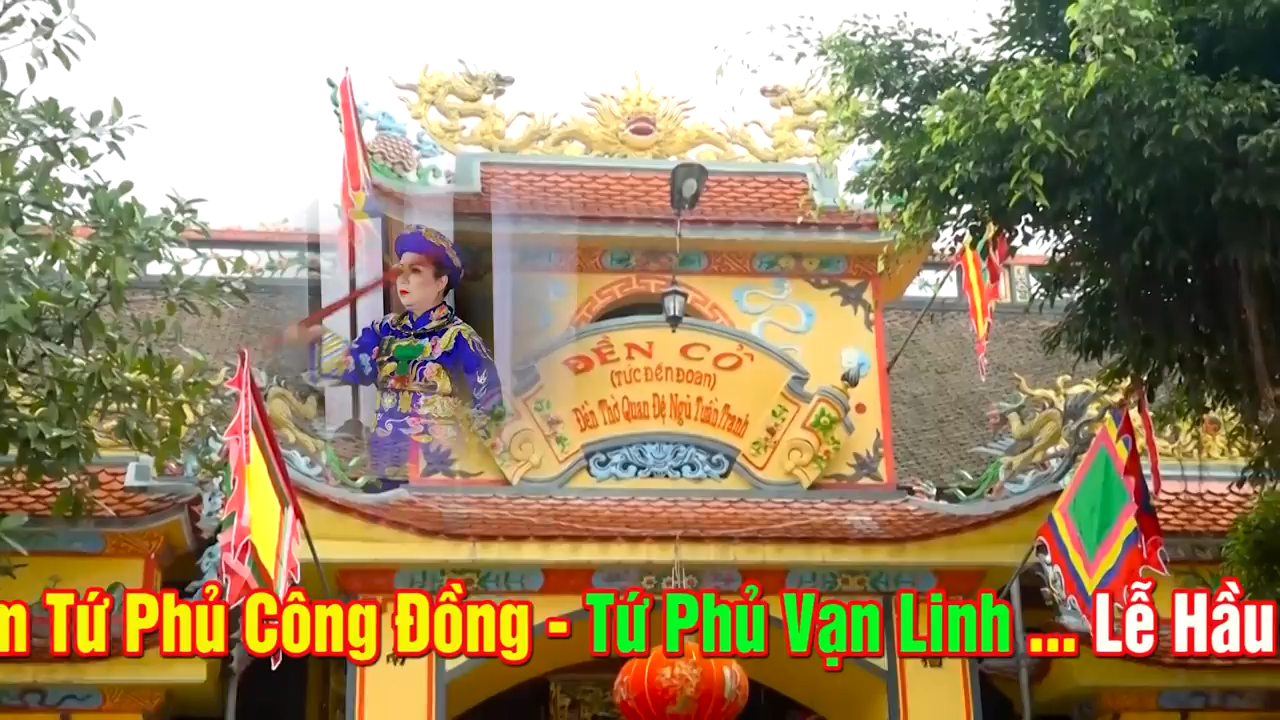 ĐỀN CỞ
(TỨC ĐỀN ĐOAN)
Đền Thờ Quan Đệ Ngũ Tuần Tranh
m Tứ Phủ Công Đồng - Tứ Phủ Vạn Linh ... Lễ Hầu